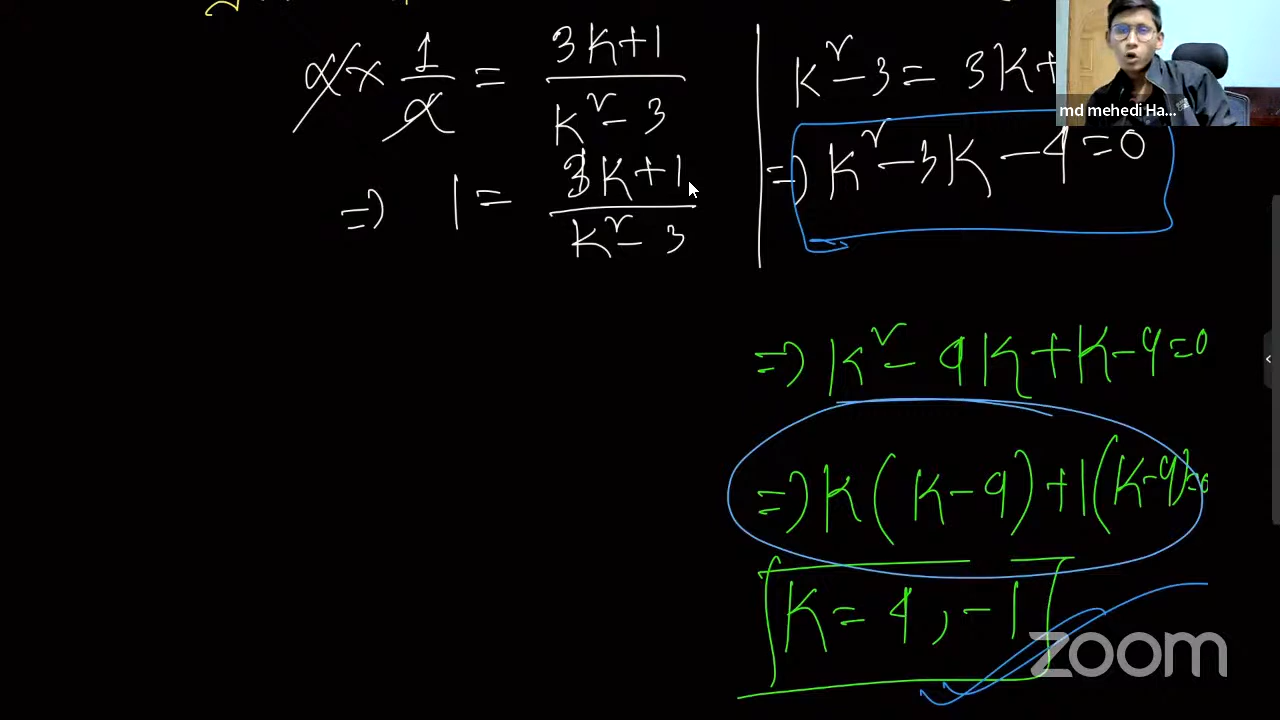 α × 1/α = 3K+1 / K² − 3
⇒ 1 = 3K+1 / K² − 3
K² − 3 = 3K+
⇒ K² − 3K − 4 = 0
⇒ K² − 4K + K − 4 = 0
⇒ K(K − 4) + 1(K − 4) = 0
K = 4, −1
md mehedi Ha...
zoom